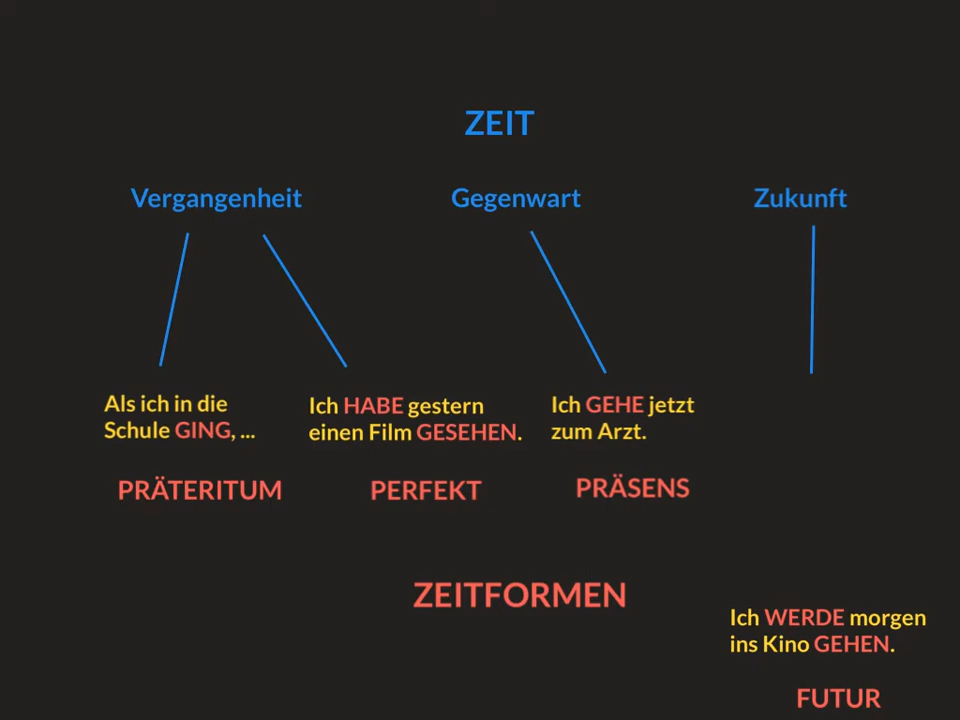 ZEIT
Vergangenheit
Gegenwart
Zukunft
Als ich in die
Schule GING, ...
PRÄTERITUM
Ich HABE gestern
einen Film GESEHEN.
PERFEKT
Ich GEHE jetzt
zum Arzt.
PRÄSENS
ZEITFORMEN
Ich WERDE morgen
ins Kino GEHEN.
FUTUR